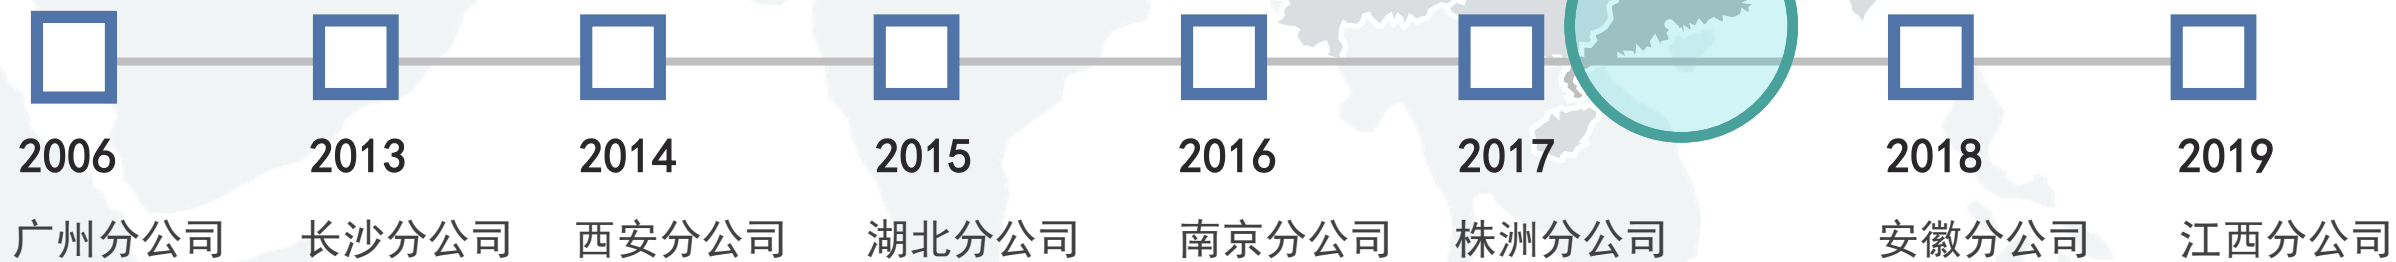 2006 2013 2014 2015 2016 2017 2018 2019
广州分公司 长沙分公司 西安分公司 湖北分公司 南京分公司 株洲分公司 安徽分公司 江西分公司